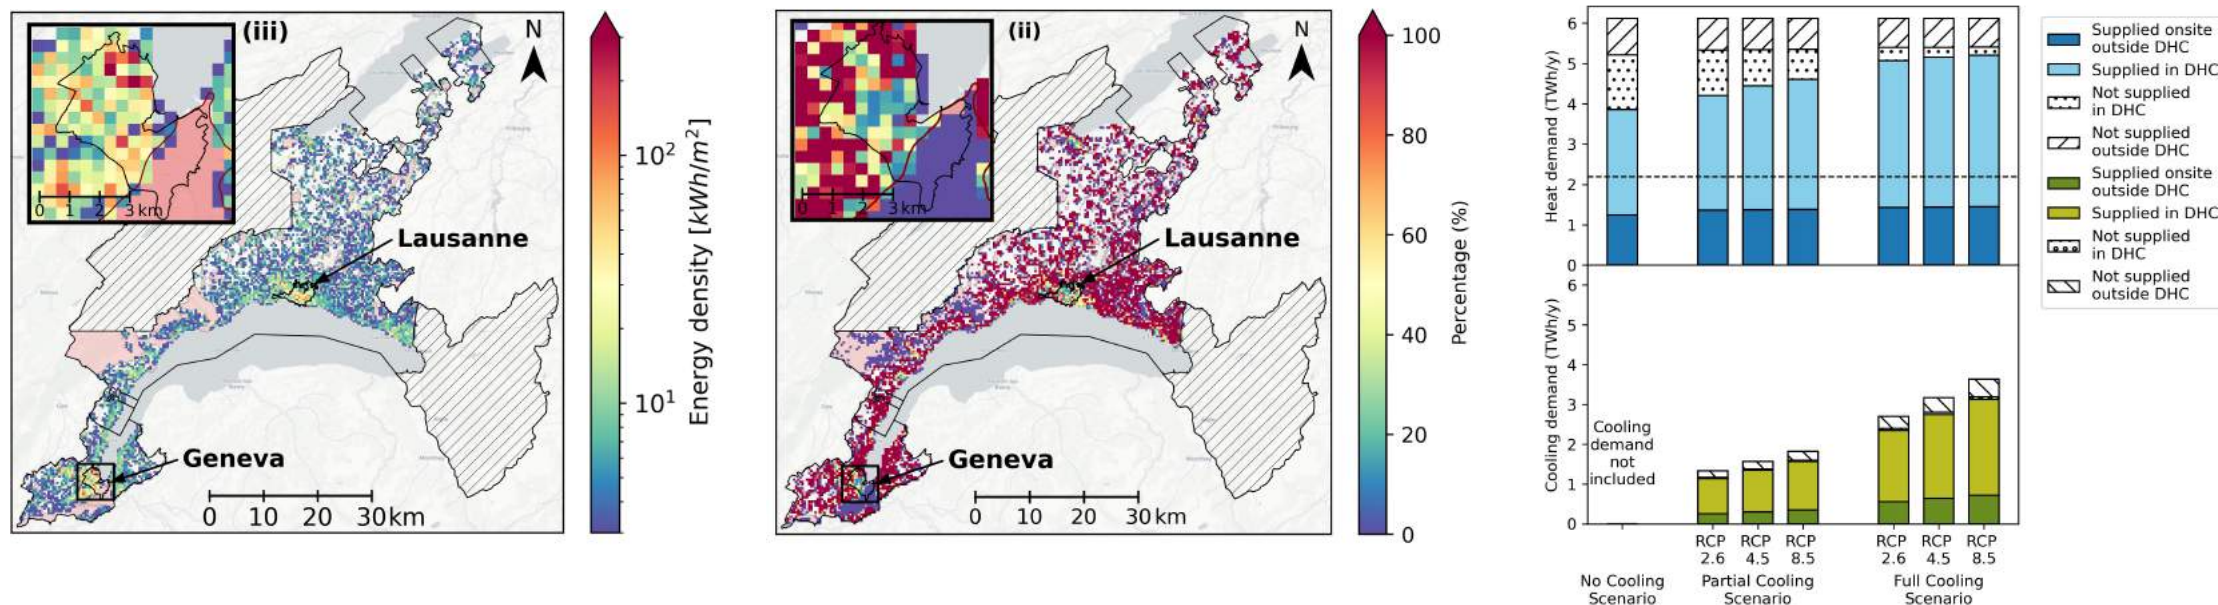 (iii)
N
Lausanne
Geneva
0 1 2 3 km
0 10 20 30 km
10²
10¹
Energy density [kWh/m²]
(ii)
N
Lausanne
Geneva
0 1 2 3 km
0 10 20 30 km
100
80
60
40
20
0
Percentage (%)
Heat demand (TWh/y)
6
5
4
3
2
1
0
Cooling demand (TWh/y)
6
5
4
3
2
1
0
Cooling
demand
not
included
RCP
2.6
RCP
4.5
RCP
8.5
RCP
2.6
RCP
4.5
RCP
8.5
No Cooling
Scenario
Partial Cooling
Scenario
Full Cooling
Scenario
Supplied onsite
outside DHC
Supplied in DHC
Not supplied
in DHC
Not supplied
outside DHC
Supplied onsite
outside DHC
Supplied in DHC
Not supplied
in DHC
Not supplied
outside DHC